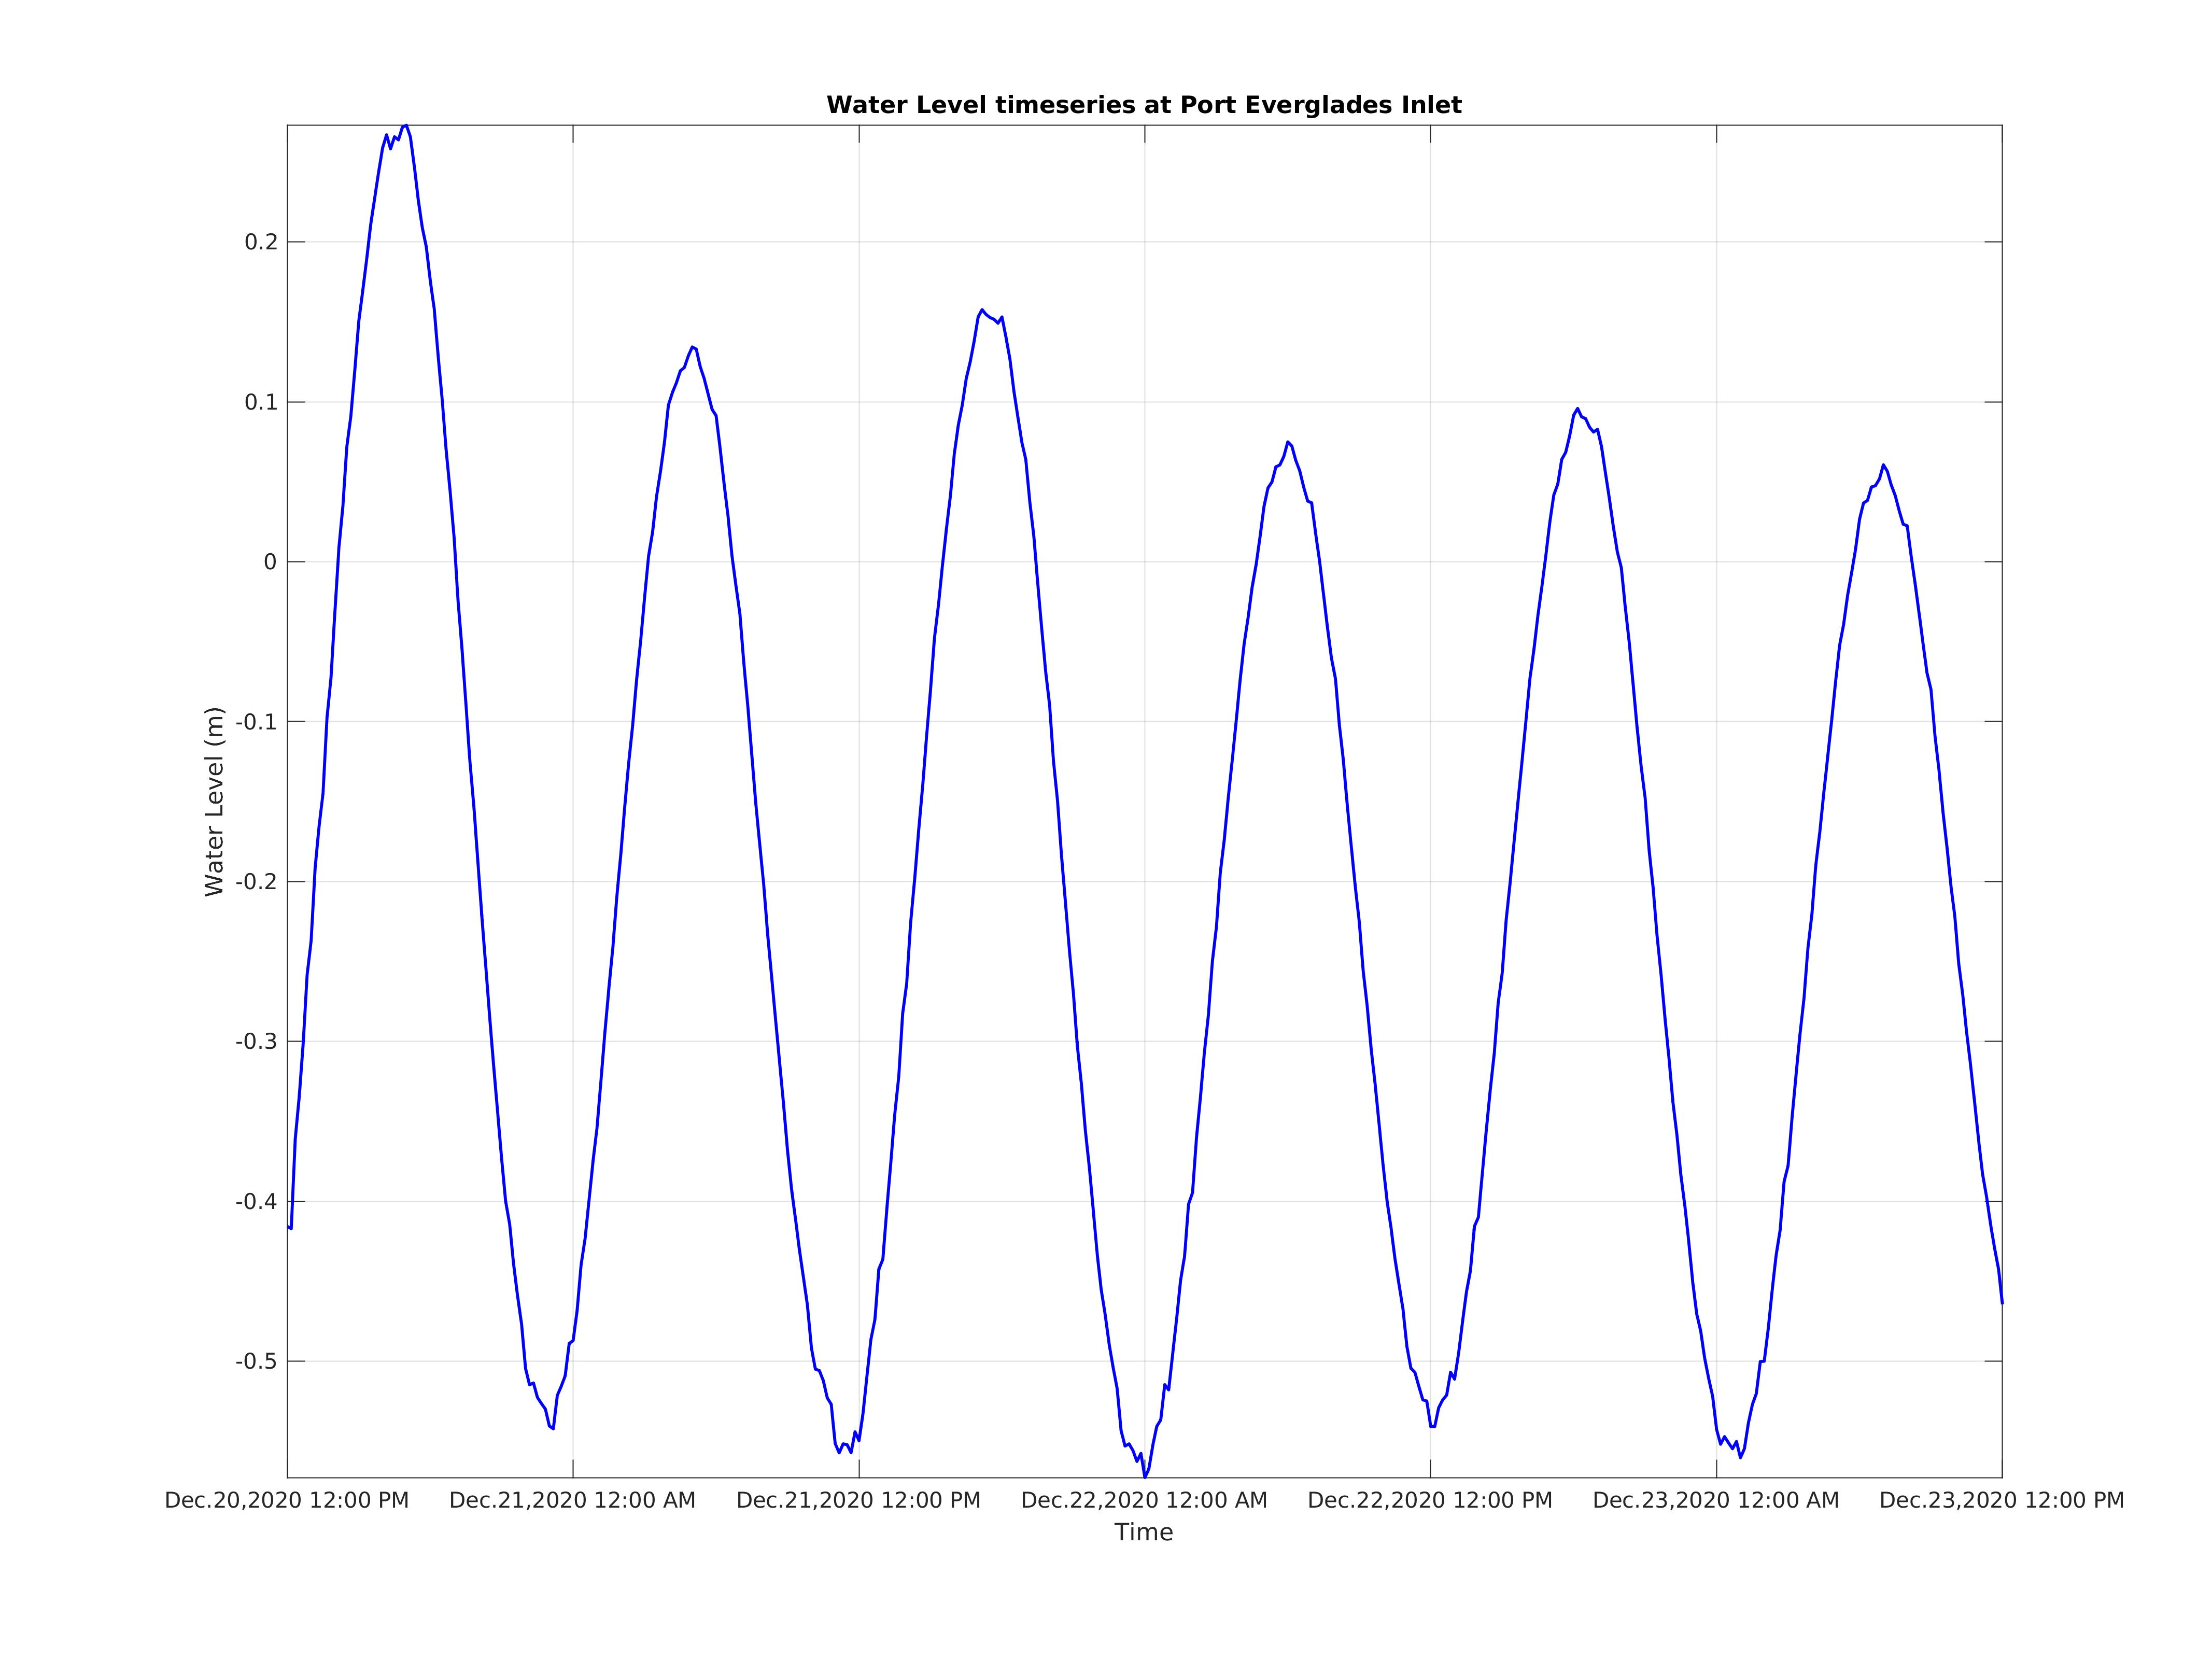 Water Level timeseries at Port Everglades Inlet
0.2
0.1
0
-0.1
-0.2
-0.3
-0.4
-0.5
Water Level (m)
Dec.20,2020 12:00 PM Dec.21,2020 12:00 AM Dec.21,2020 12:00 PM Dec.22,2020 12:00 AM Dec.22,2020 12:00 PM Dec.23,2020 12:00 AM Dec.23,2020 12:00 PM
Time